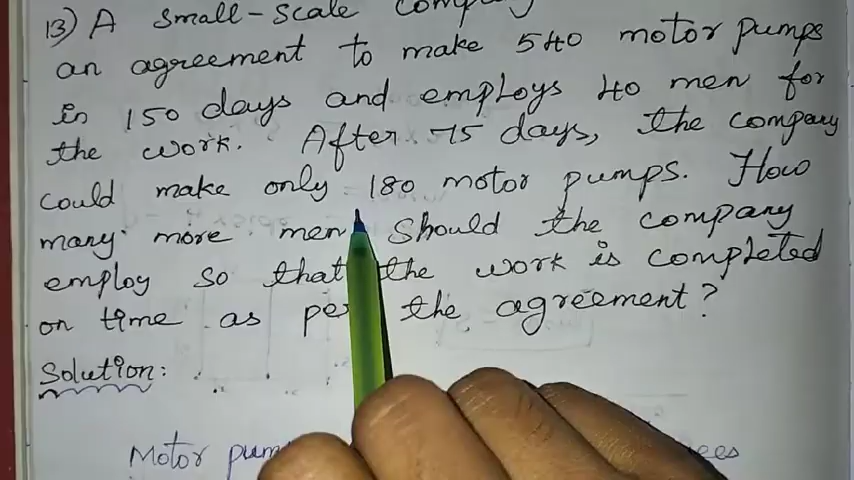 13) A small-scale company
an agreement to make 540 motor pumps
in 150 days and employs 40 men for
the work. After 75 days, the company
could make only 180 motor pumps. How
many more men should the company
employ so that the work is completed
on time as per the agreement?
Solution:
Motor pum